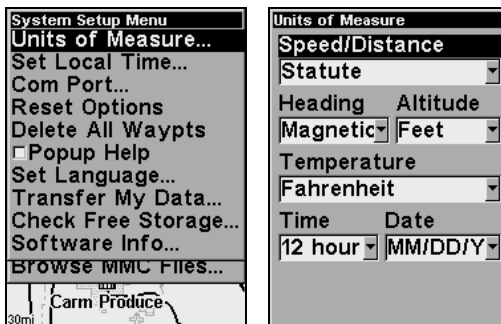 System Setup Menu
Units of Measure...
Set Local Time...
Com Port...
Reset Options
Delete All Waypts
Popup Help
Set Language...
Transfer My Data...
Check Free Storage...
Software Info...
Browse MMC Files...
Carm Produce
30mi
Units of Measure
Speed/Distance
Statute
Heading Altitude
Magnetic Feet
Temperature
Fahrenheit
Time Date
12 hour MM/DD/Y